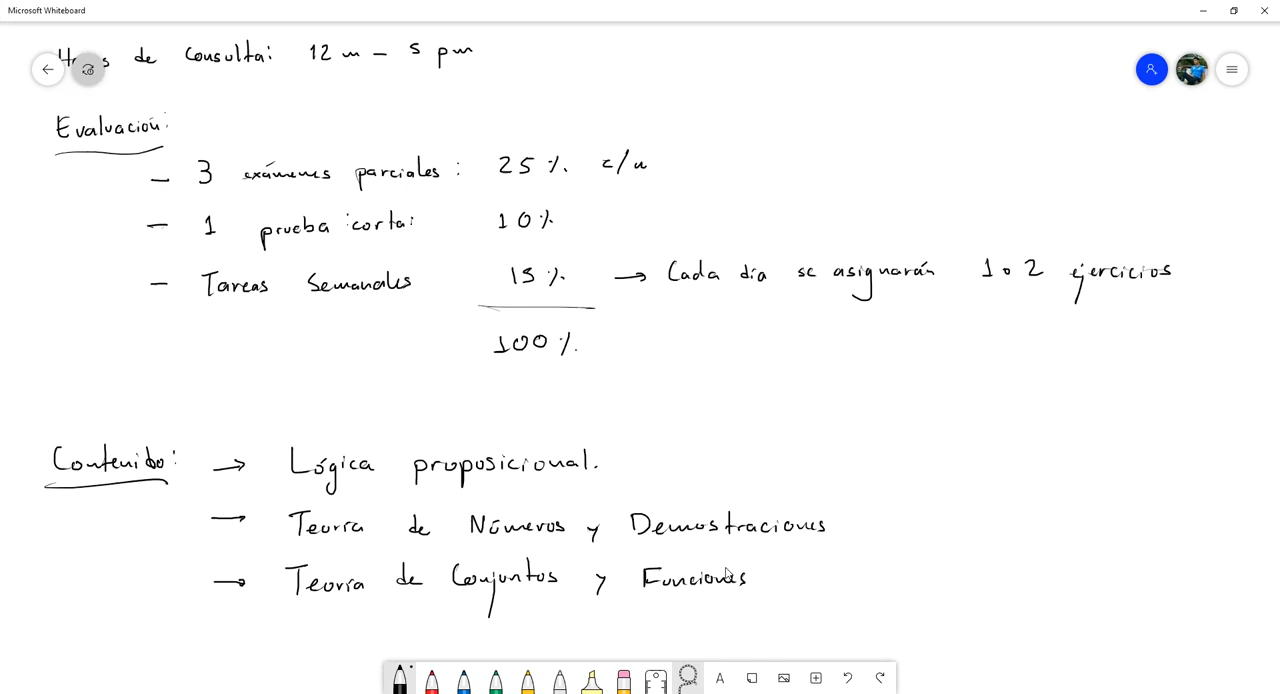 Microsoft Whiteboard
Horas de Consulta: 12 m - 5 pm
Evaluación:
- 3 exámenes parciales: 25 % c/u
- 1 prueba corta: 10 %
- Tareas Semanales 15 % → Cada día se asignarán 1 o 2 ejercicios
100 %.
Contenido: → Lógica proposicional.
→ Teoría de Números y Demostraciones
→ Teoría de Conjuntos y Funciones
A